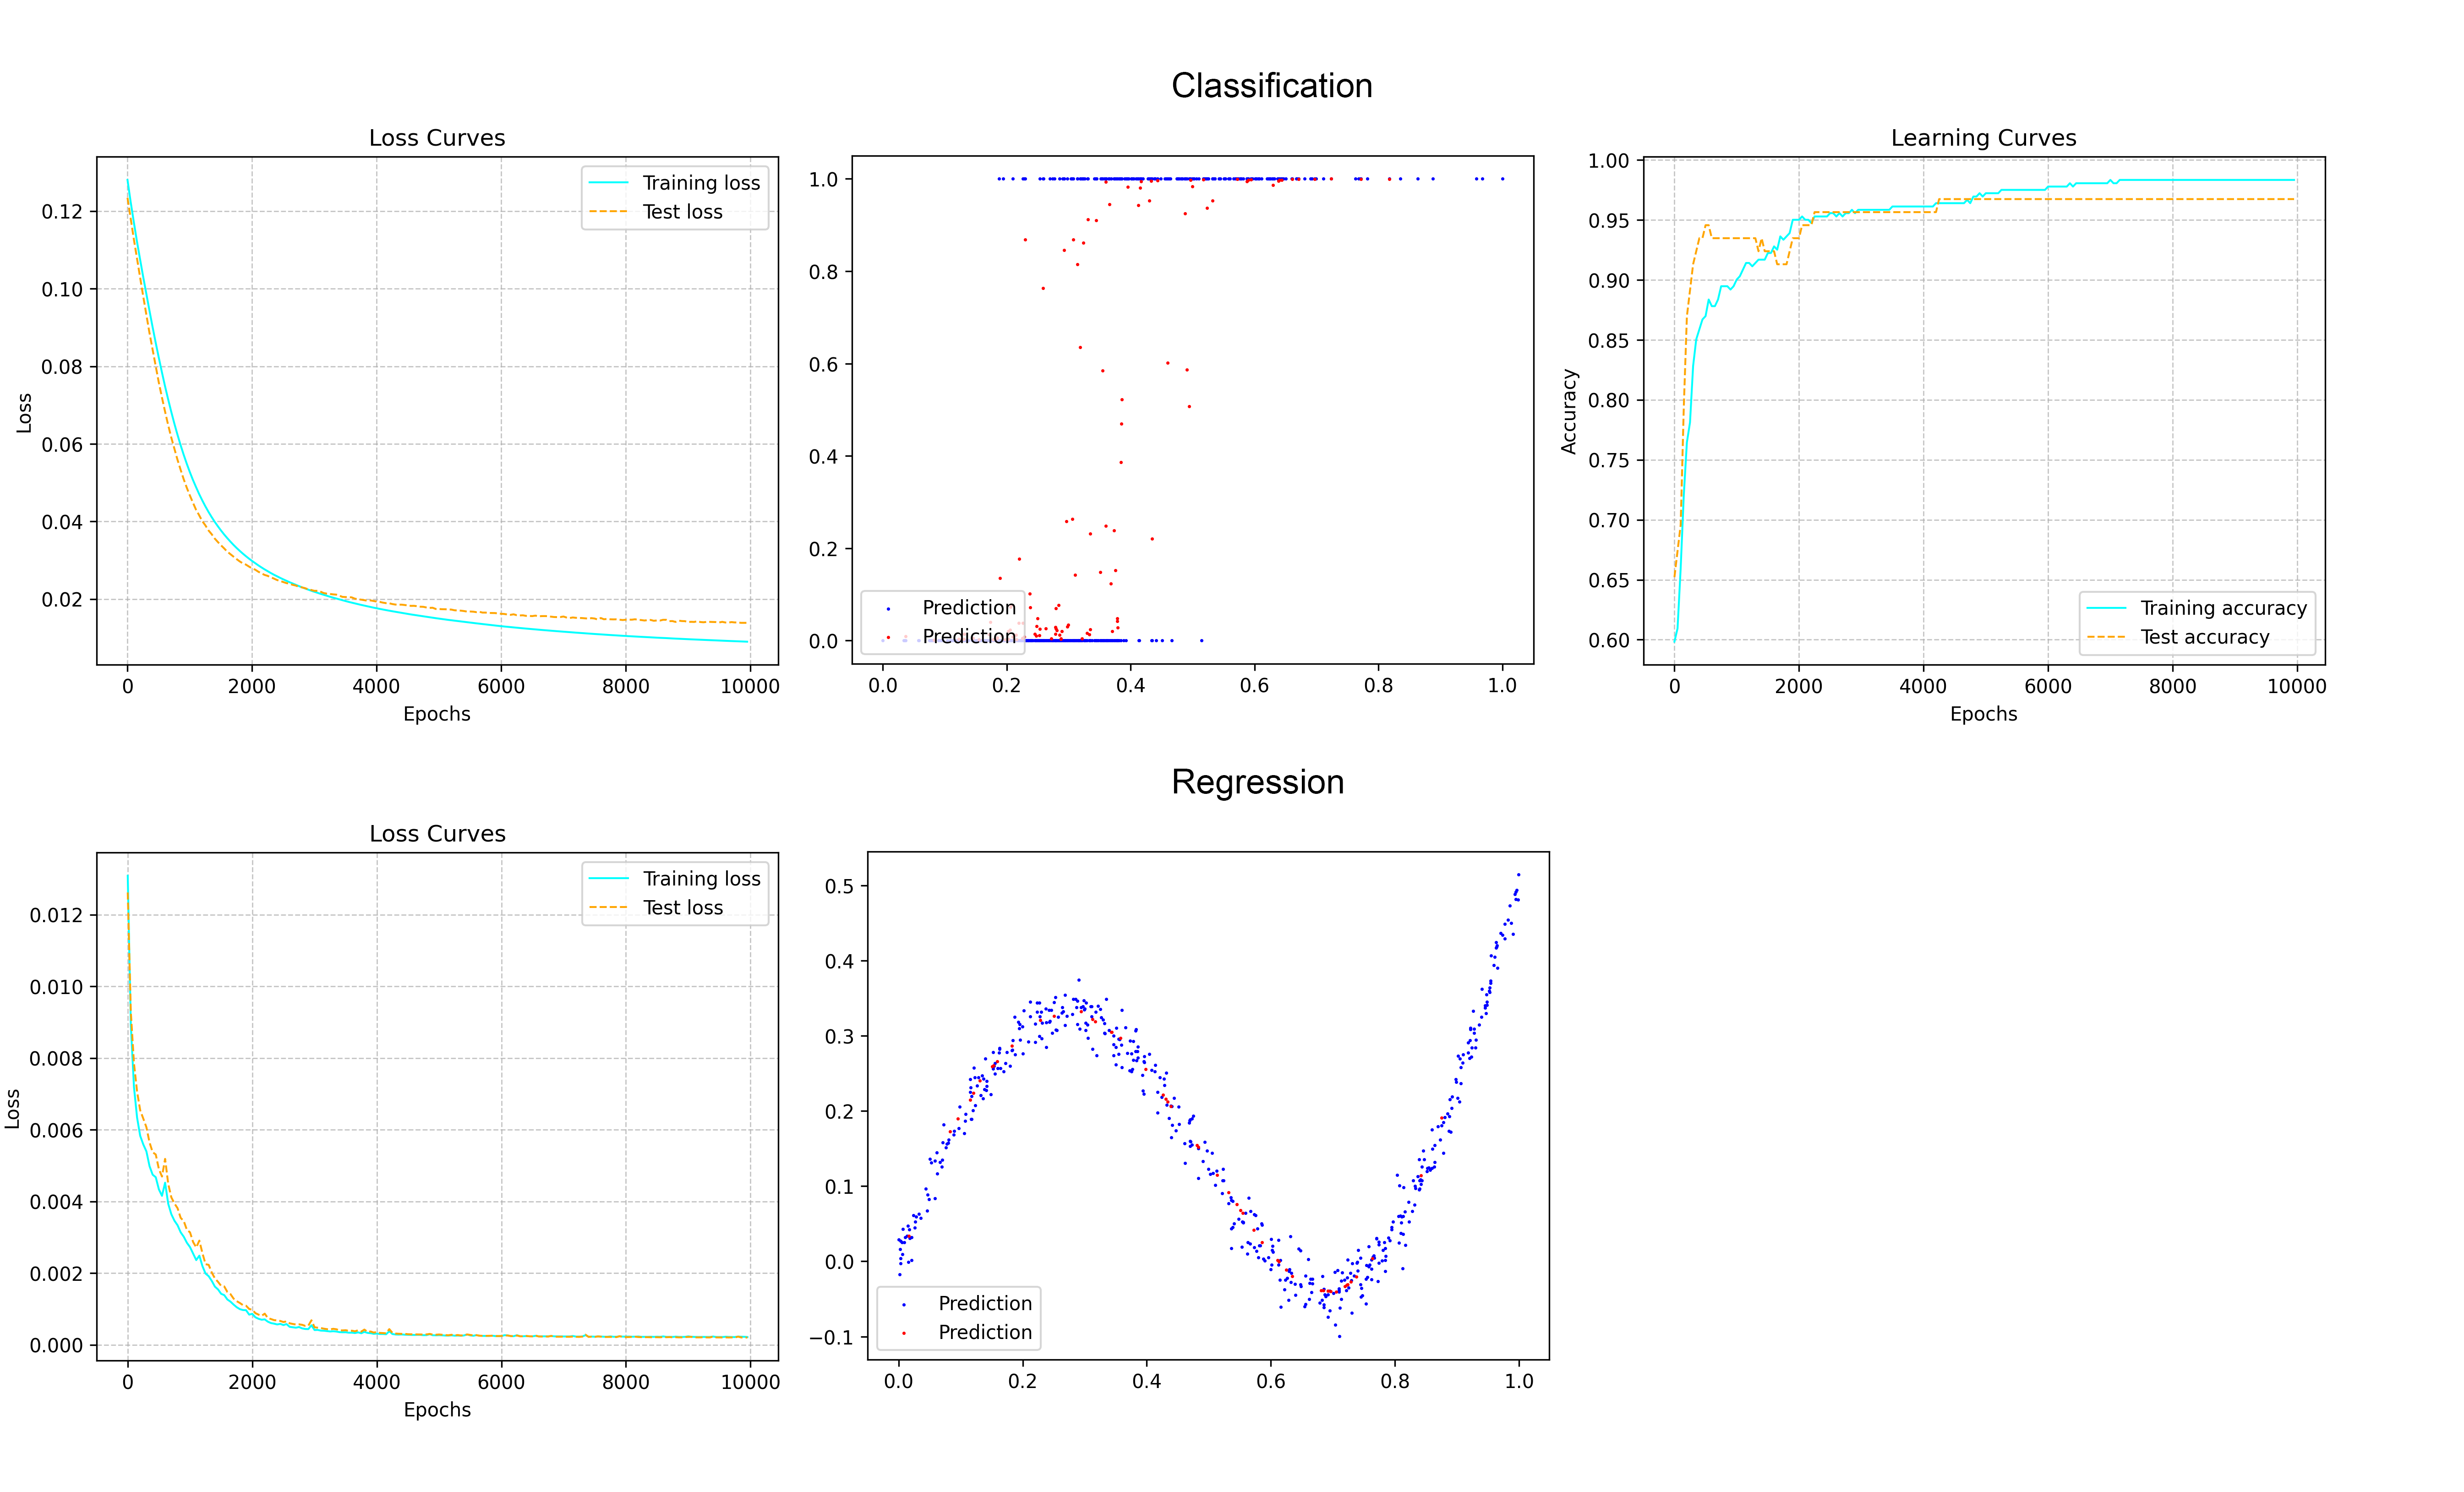 Classification
Loss Curves
Training loss
Test loss
0.12
0.10
0.08
0.06
0.04
0.02
Loss
0 2000 4000 6000 8000 10000
Epochs
1.0
0.8
0.6
0.4
0.2
0.0
Prediction
Prediction
0.0 0.2 0.4 0.6 0.8 1.0
Learning Curves
1.00
0.95
0.90
0.85
0.80
0.75
0.70
0.65
0.60
Accuracy
Training accuracy
Test accuracy
0 2000 4000 6000 8000 10000
Epochs
Regression
Loss Curves
Training loss
Test loss
0.012
0.010
0.008
0.006
0.004
0.002
0.000
Loss
0 2000 4000 6000 8000 10000
Epochs
0.5
0.4
0.3
0.2
0.1
0.0
−0.1
Prediction
Prediction
0.0 0.2 0.4 0.6 0.8 1.0